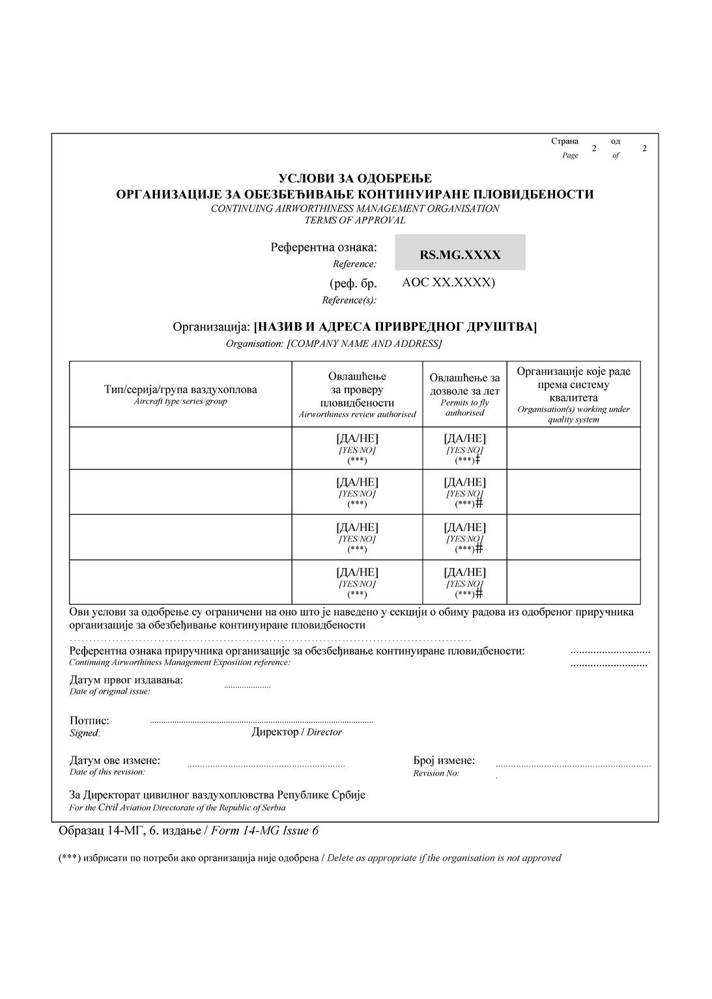 Страна 2 од 2
Page of
УСЛОВИ ЗА ОДОБРЕЊЕ
ОРГАНИЗАЦИЈЕ ЗА ОБЕЗБЕЂИВАЊЕ КОНТИНУИРАНЕ ПЛОВИДБЕНОСТИ
CONTINUING AIRWORTHINESS MANAGEMENT ORGANISATION
TERMS OF APPROVAL
Референтна ознака: RS.MG.XXXX
Reference:
(реф. бр. АОС XX.XXXX)
Reference(s):
Организација: [НАЗИВ И АДРЕСА ПРИВРЕДНОГ ДРУШТВА]
Organisation: [COMPANY NAME AND ADDRESS]
Тип/серија/група ваздухоплова
Aircraft type/series/group
Овлашћење
за проверу
пловидбености
Airworthiness review authorised
Овлашћење за
дозволе за лет
Permits to fly
authorised
Организације које раде
према систему
квалитета
Organisation(s) working under
quality system
[ДА/НЕ]
[YES/NO]
(***)
[ДА/НЕ]
[YES/NO]
(***)‡
[ДА/НЕ]
[YES/NO]
(***)
[ДА/НЕ]
[YES/NO]
(***)#
[ДА/НЕ]
[YES/NO]
(***)
[ДА/НЕ]
[YES/NO]
(***)#
[ДА/НЕ]
[YES/NO]
(***)
[ДА/НЕ]
[YES/NO]
(***)#
Ови услови за одобрење су ограничени на оно што је наведено у секцији о обиму радова из одобреног приручника
организације за обезбеђивање континуиране пловидбености
Референтна ознака приручника организације за обезбеђивање континуиране пловидбености:
Continuing Airworthiness Management Exposition reference:
Датум првог издавања:
Date of original issue:
Потпис:
Signed:
Директор / Director
Датум ове измене:
Date of this revision:
Број измене:
Revision No:
За Директорат цивилног ваздухопловства Републике Србије
For the Civil Aviation Directorate of the Republic of Serbia
Образац 14-МГ, 6. издање / Form 14-MG Issue 6
(***) избрисати по потреби ако организација није одобрена / Delete as appropriate if the organisation is not approved